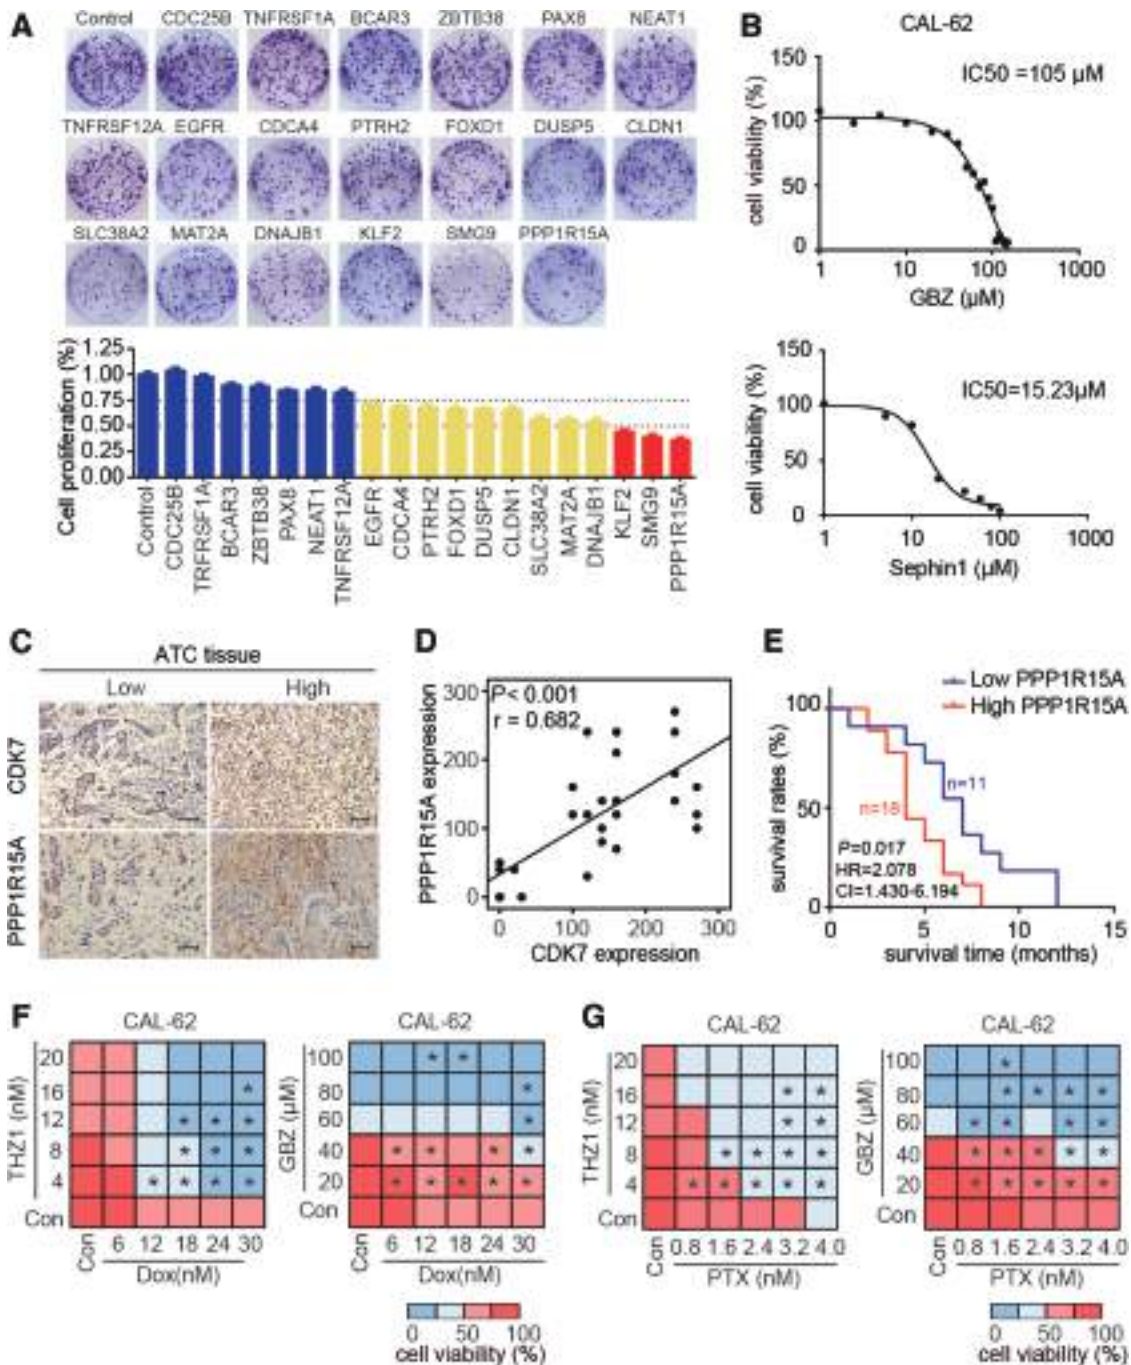 A
Control CDC25B TNFRSF1A BCAR3 ZBTB38 PAX8 NEAT1
TNFRSF12A EGFR CDCA4 PTRH2 FOXD1 DUSP5 CLDN1
SLC38A2 MAT2A DNAJB1 KLF2 SMG9 PPP1R15A
Cell proliferation (%)
1.25
1.00
0.75
0.50
0.25
0.00
Control CDC25B TRFRSF1A BCAR3 ZBTB38 PAX8 NEAT1 TNFRSF12A EGFR CDCA4 PTRH2 FOXD1 DUSP5 CLDN1 SLC38A2 MAT2A DNAJB1 KLF2 SMG9 PPP1R15A
B
CAL-62
cell viability (%)
150
100
50
0
IC50 =105 µM
1 10 100 1000
GBZ (µM)
cell viability (%)
150
100
50
0
IC50=15.23µM
1 10 100 1000
Sephin1 (µM)
C
ATC tissue
Low High
CDK7
PPP1R15A
D
PPP1R15A expression
300
200
100
0
P< 0.001
r = 0.682
0 100 200 300
CDK7 expression
E
Low PPP1R15A
High PPP1R15A
survival rates (%)
100
50
0
n=11
n=18
P=0.017
HR=2.078
CI=1.430-6.194
0 5 10 15
survival time (months)
F
CAL-62
THZ1 (nM)
20
16
12
* * *
8
* * *
4
* * * *
Con
Con 6 12 18 24 30
Dox(nM)
CAL-62
GBZ (µM)
100
80
60
40
20
Con
Con 6 12 18 24 30
Dox(nM)
0 50 100
cell viability (%)
G
CAL-62
THZ1 (nM)
20
16
12
8
4
Con
Con 0.8 1.6 2.4 3.2 4.0
PTX (nM)
CAL-62
GBZ (µM)
100
80
60
40
20
Con
Con 0.8 1.6 2.4 3.2 4.0
PTX (nM)
0 50 100
cell viability (%)